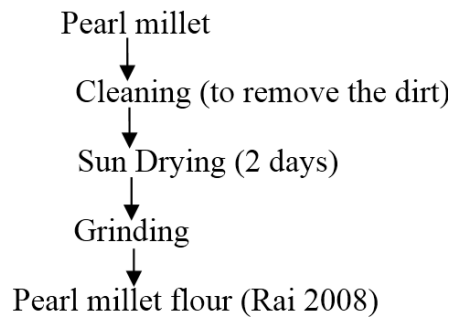 Pearl millet
Cleaning (to remove the dirt)
Sun Drying (2 days)
Grinding
Pearl millet flour (Rai 2008)